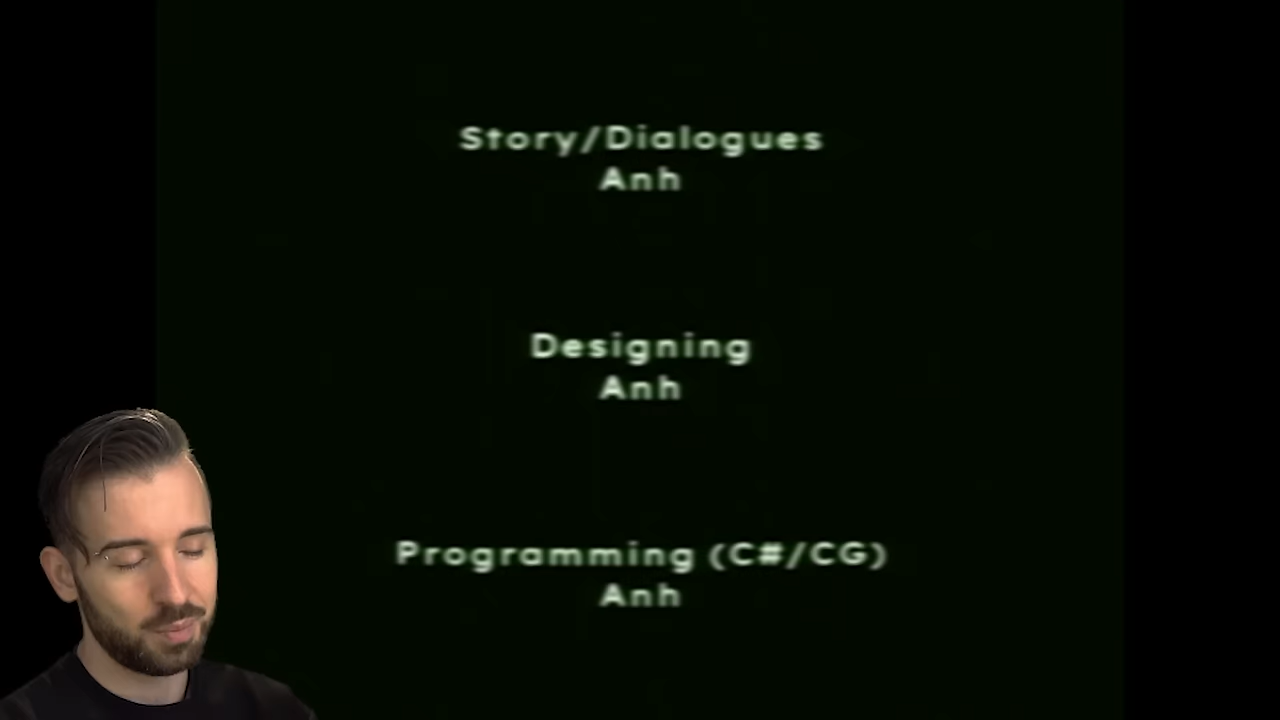 Story/Dialogues
Anh
Designing
Anh
Programming (C#/CG)
Anh